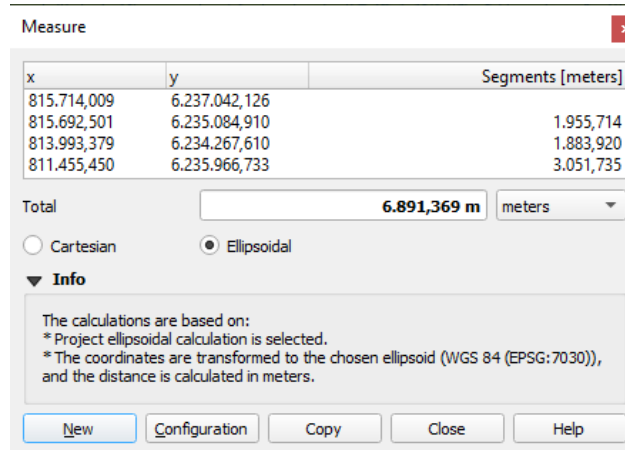 Measure
x
x y Segments [meters]
815.714,009 6.237.042,126
815.692,501 6.235.084,910 1.955,714
813.993,379 6.234.267,610 1.883,920
811.455,450 6.235.966,733 3.051,735
Total 6.891,369 m meters
Cartesian Ellipsoidal
Info
The calculations are based on:
* Project ellipsoidal calculation is selected.
* The coordinates are transformed to the chosen ellipsoid (WGS 84 (EPSG:7030)),
and the distance is calculated in meters.
New Configuration Copy Close Help